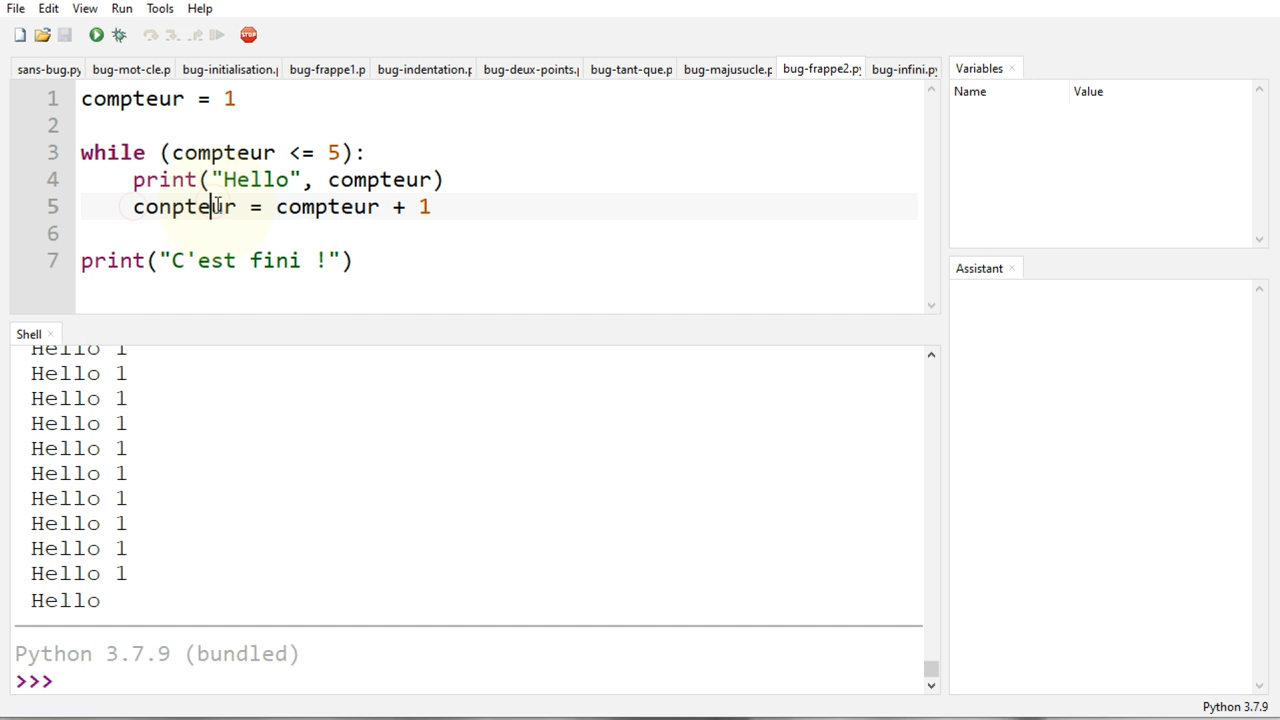 File Edit View Run Tools Help
STOP
sans-bug.py bug-mot-cle.p bug-initialisation.p bug-frappe1.p bug-indentation.p bug-deux-points.p bug-tant-que.p bug-majusucle.p bug-frappe2.py bug-infini.py
1 compteur = 1
2
3 while (compteur <= 5):
4 print("Hello", compteur)
5 conpteur = compteur + 1
6
7 print("C'est fini !")
Variables
Name Value
Assistant
Shell
Hello 1
Hello 1
Hello 1
Hello 1
Hello 1
Hello 1
Hello 1
Hello 1
Hello 1
Hello 1
Hello
Python 3.7.9 (bundled)
>>>
Python 3.7.9